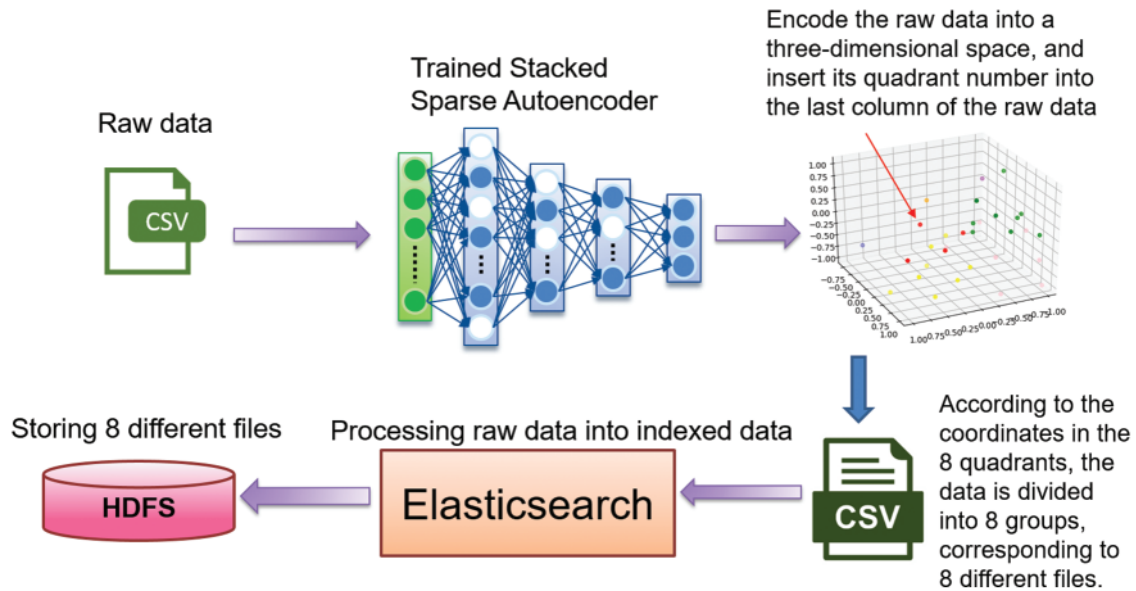 Raw data
CSV
Trained Stacked
Sparse Autoencoder
Encode the raw data into a
three-dimensional space, and
insert its quadrant number into
the last column of the raw data
1.00
0.75
0.50
0.25
0.00
−0.25
−0.50
−0.75
−1.00
−0.75
−0.50
−0.25
0.00
0.25
0.50
0.75
1.00
1.00 0.75 0.50 0.25 0.00 −0.25 −0.50 −0.75 −1.00
According to the
coordinates in the
8 quadrants, the
data is divided
into 8 groups,
corresponding to
8 different files.
CSV
Processing raw data into indexed data
Elasticsearch
Storing 8 different files
HDFS